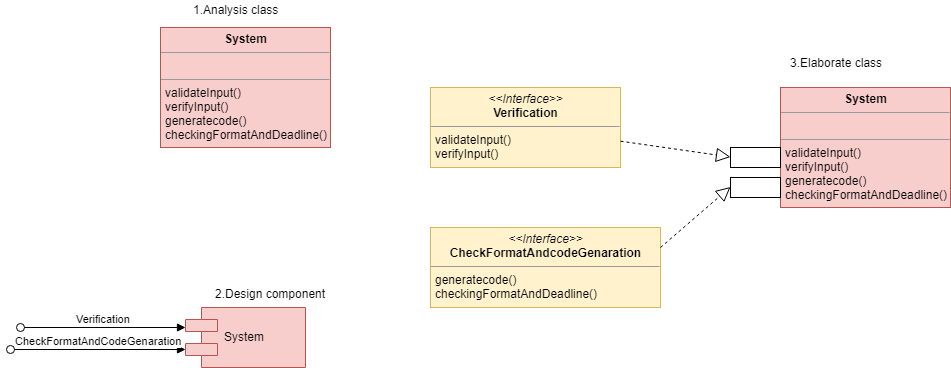 1.Analysis class
System
validateInput()
verifyInput()
generatecode()
checkingFormatAndDeadline()
<<Interface>>
Verification
validateInput()
verifyInput()
3.Elaborate class
System
validateInput()
verifyInput()
generatecode()
checkingFormatAndDeadline()
<<Interface>>
CheckFormatAndcodeGenaration
generatecode()
checkingFormatAndDeadline()
2.Design component
Verification
CheckFormatAndCodeGenaration
System